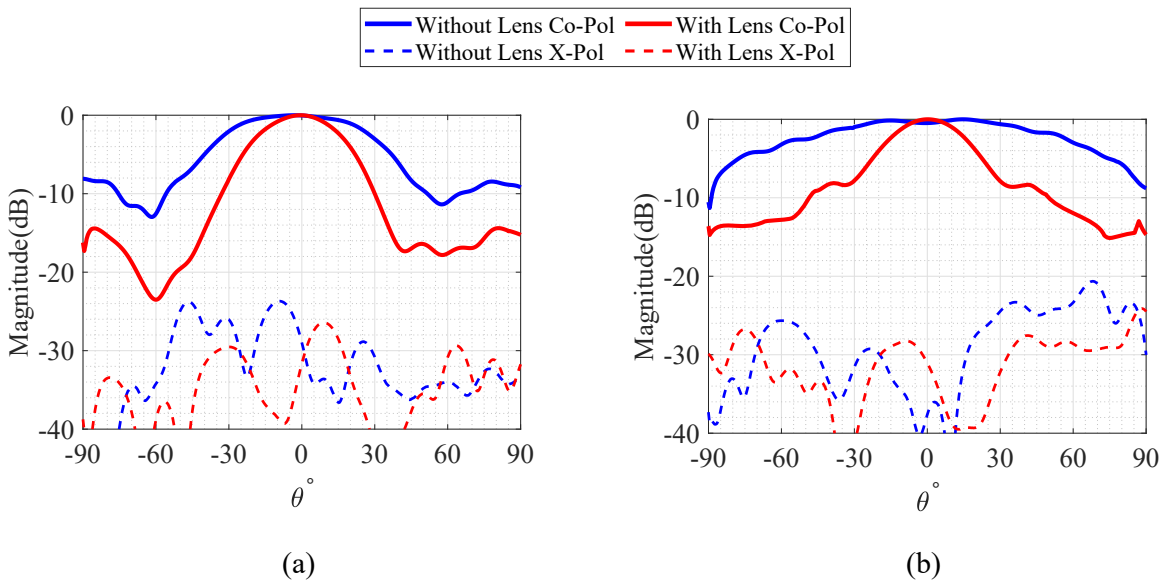 Without Lens Co-Pol With Lens Co-Pol
Without Lens X-Pol With Lens X-Pol
0
-10
-20
-30
-40
Magnitude(dB)
-90 -60 -30 0 30 60 90
θ°
(a)
0
-10
-20
-30
-40
Magnitude(dB)
-90 -60 -30 0 30 60 90
θ°
(b)